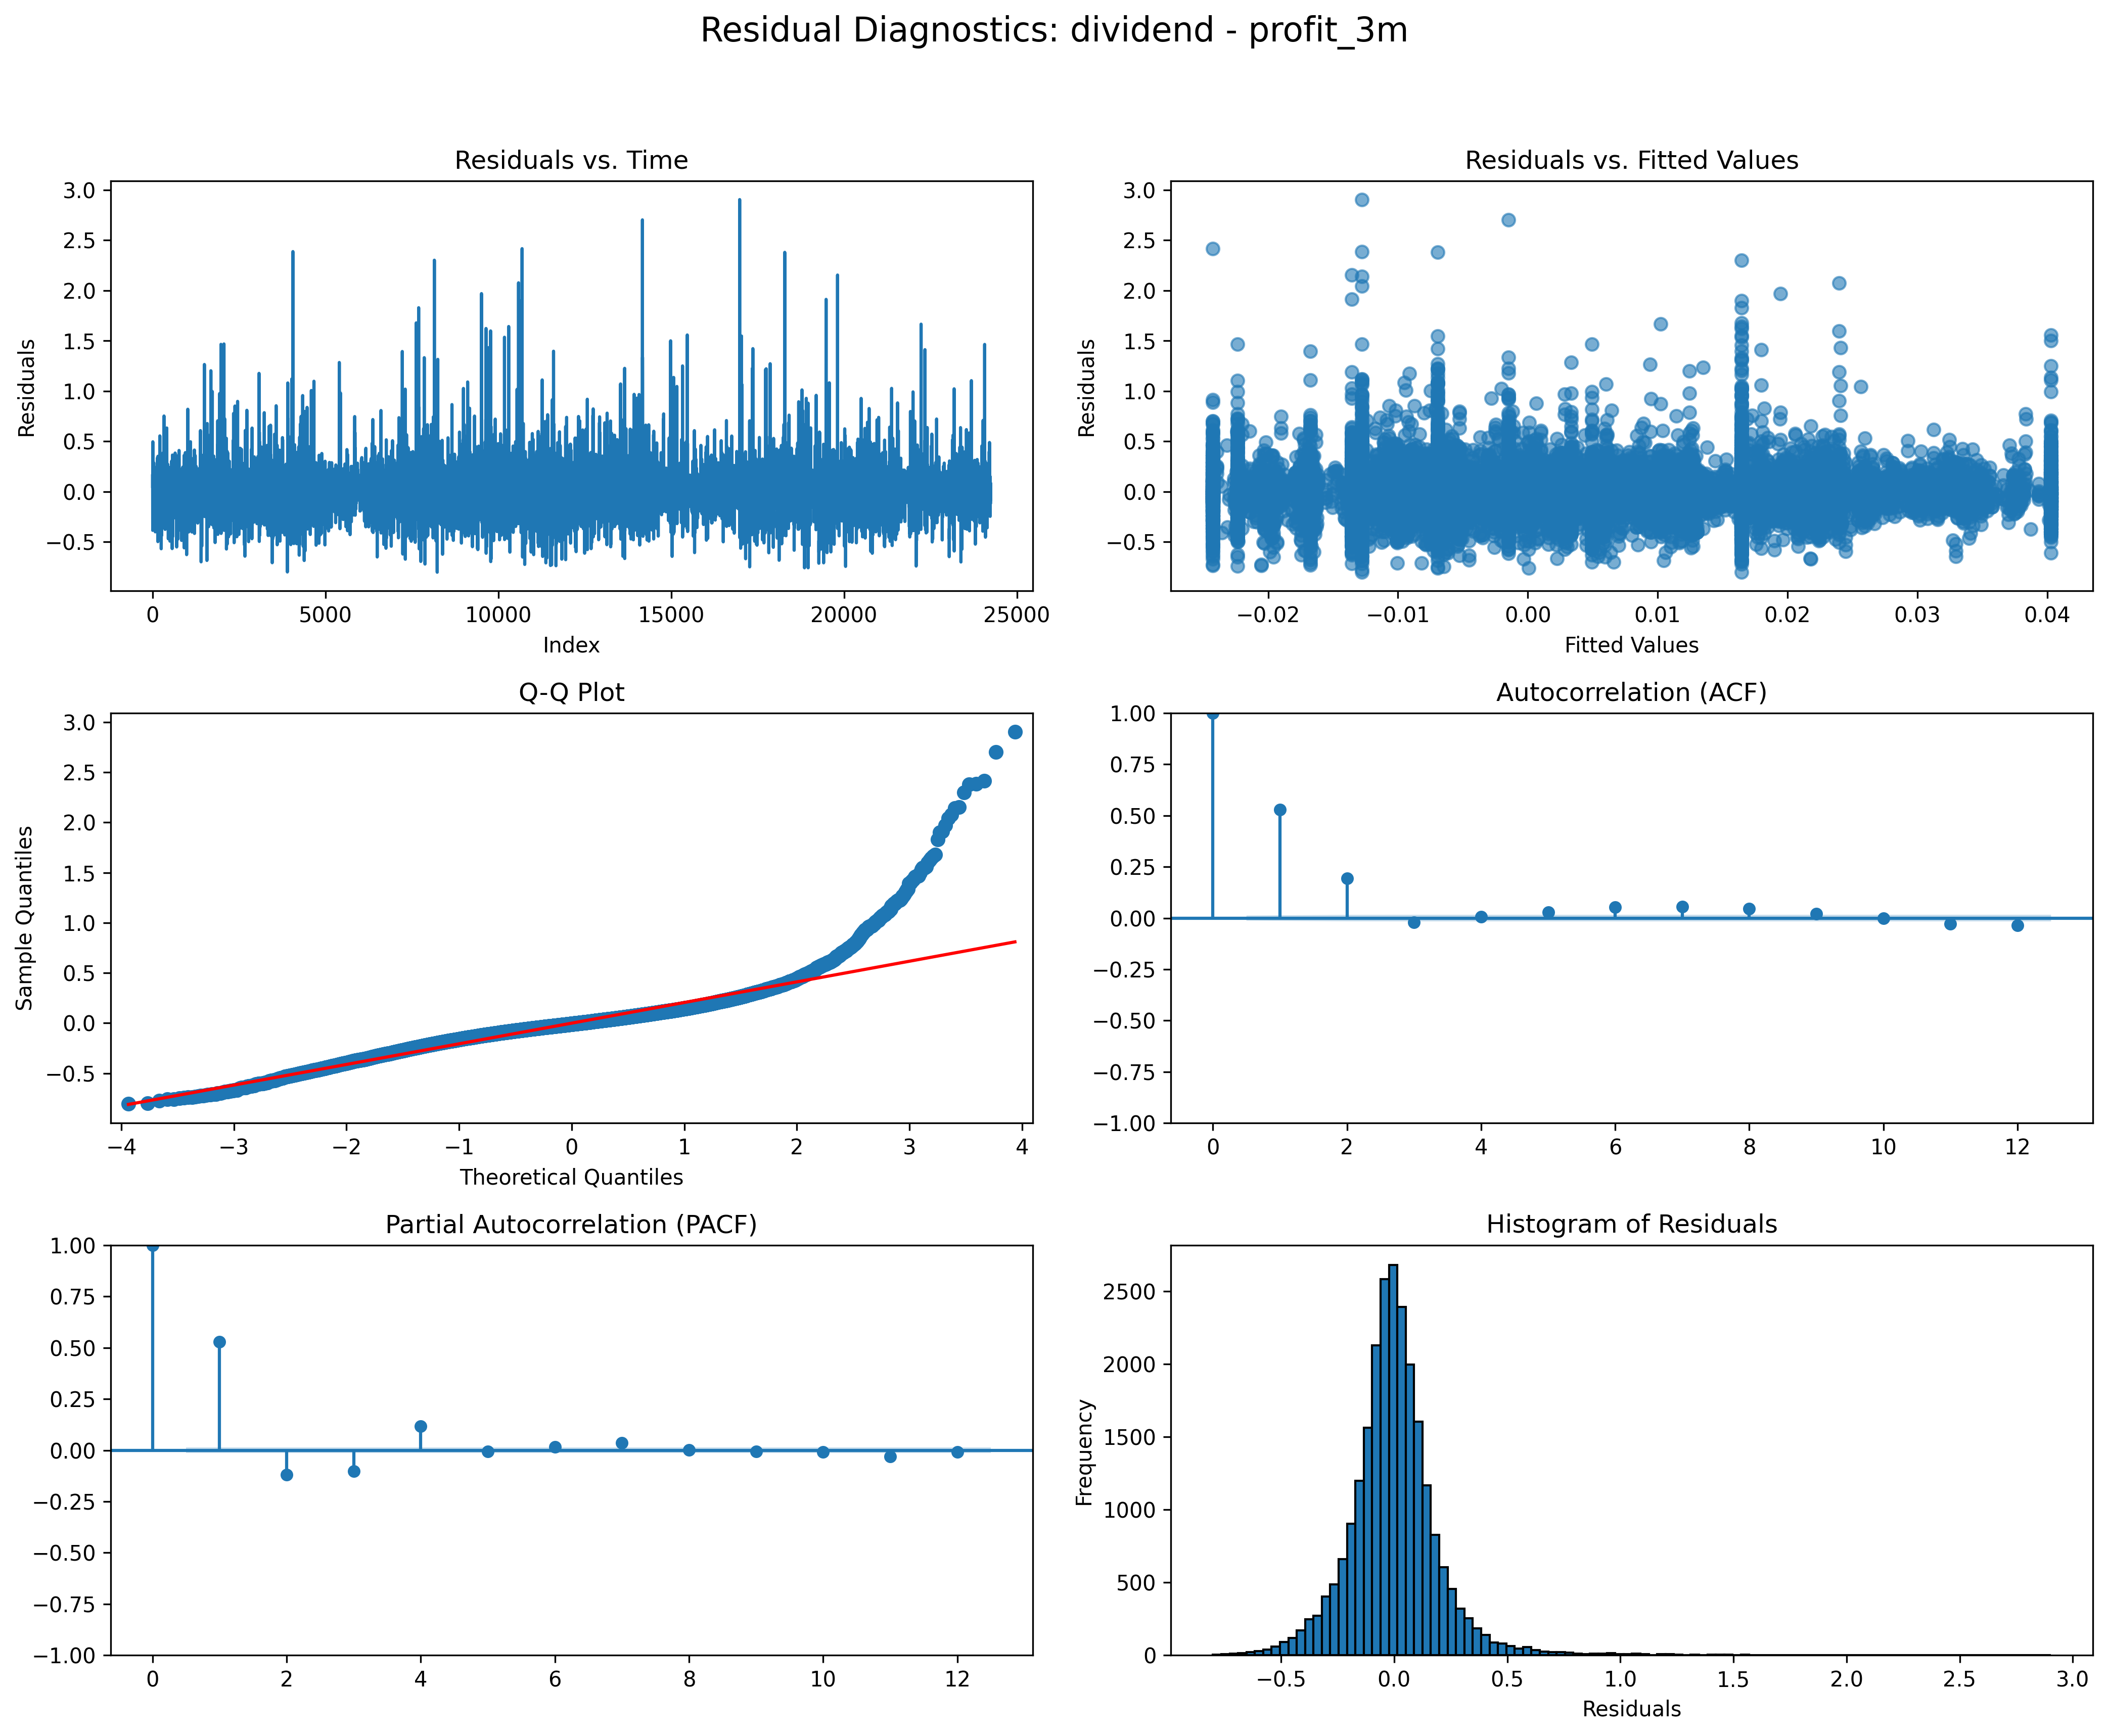 Residual Diagnostics: dividend - profit_3m
Residuals vs. Time
3.0
2.5
2.0
1.5
1.0
0.5
0.0
−0.5
Residuals
0 5000 10000 15000 20000 25000
Index
Residuals vs. Fitted Values
3.0
2.5
2.0
1.5
1.0
0.5
0.0
−0.5
Residuals
−0.02 −0.01 0.00 0.01 0.02 0.03 0.04
Fitted Values
Q-Q Plot
3.0
2.5
2.0
1.5
1.0
0.5
0.0
−0.5
Sample Quantiles
−4 −3 −2 −1 0 1 2 3 4
Theoretical Quantiles
Autocorrelation (ACF)
1.00
0.75
0.50
0.25
0.00
−0.25
−0.50
−0.75
−1.00
0 2 4 6 8 10 12
Partial Autocorrelation (PACF)
1.00
0.75
0.50
0.25
0.00
−0.25
−0.50
−0.75
−1.00
0 2 4 6 8 10 12
Histogram of Residuals
2500
2000
1500
1000
500
0
Frequency
−0.5 0.0 0.5 1.0 1.5 2.0 2.5 3.0
Residuals